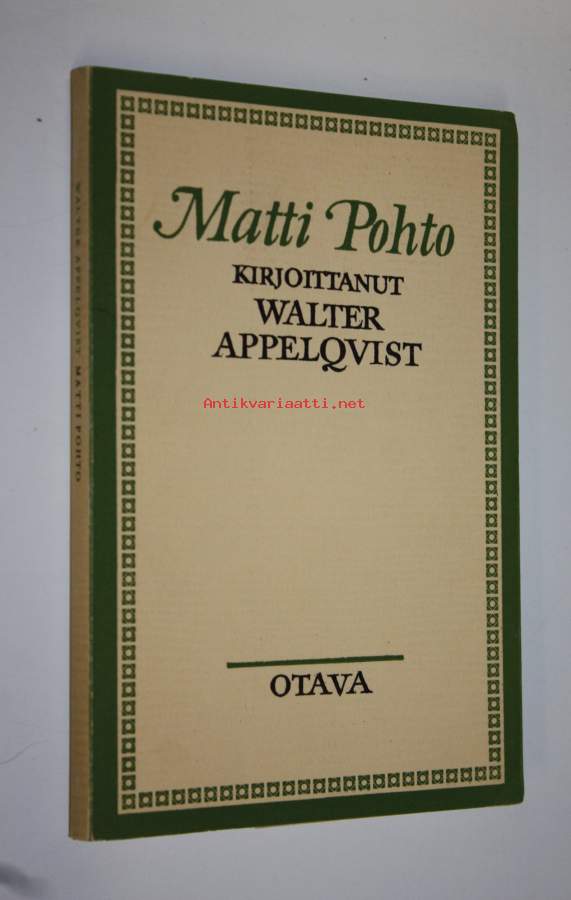 Matti Pohto
KIRJOITTANUT
WALTER
APPELQVIST
Antikvariaatti.net
OTAVA
WALTER APPELQVIST MATTI POHTO